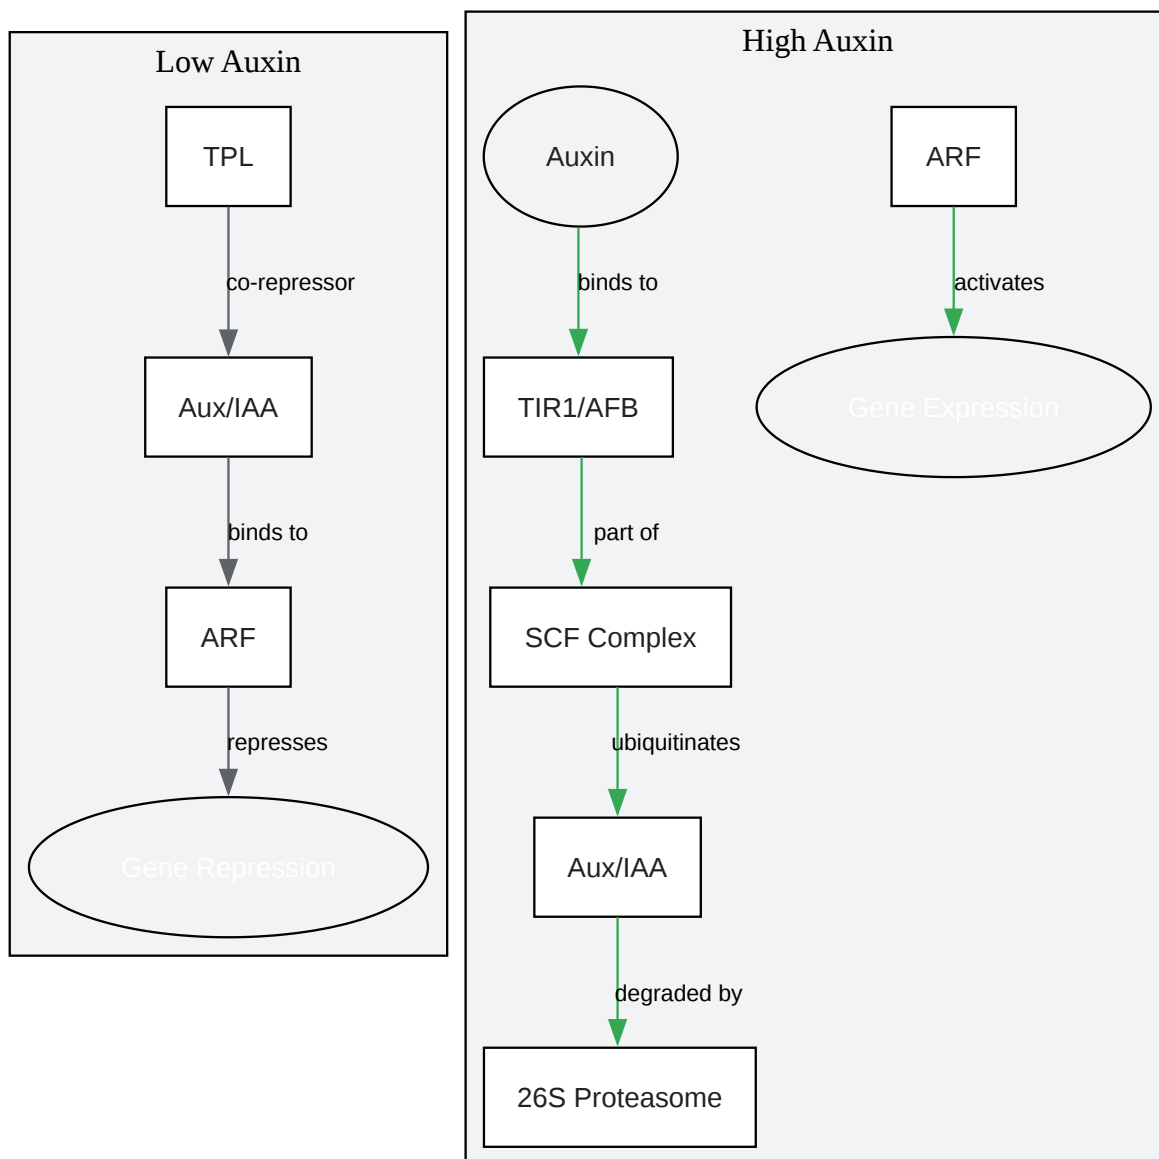 Low Auxin
TPL
co-repressor
Aux/IAA
binds to
ARF
represses
Gene Repression
High Auxin
Auxin
binds to
TIR1/AFB
part of
SCF Complex
ubiquitinates
Aux/IAA
degraded by
26S Proteasome
ARF
activates
Gene Expression